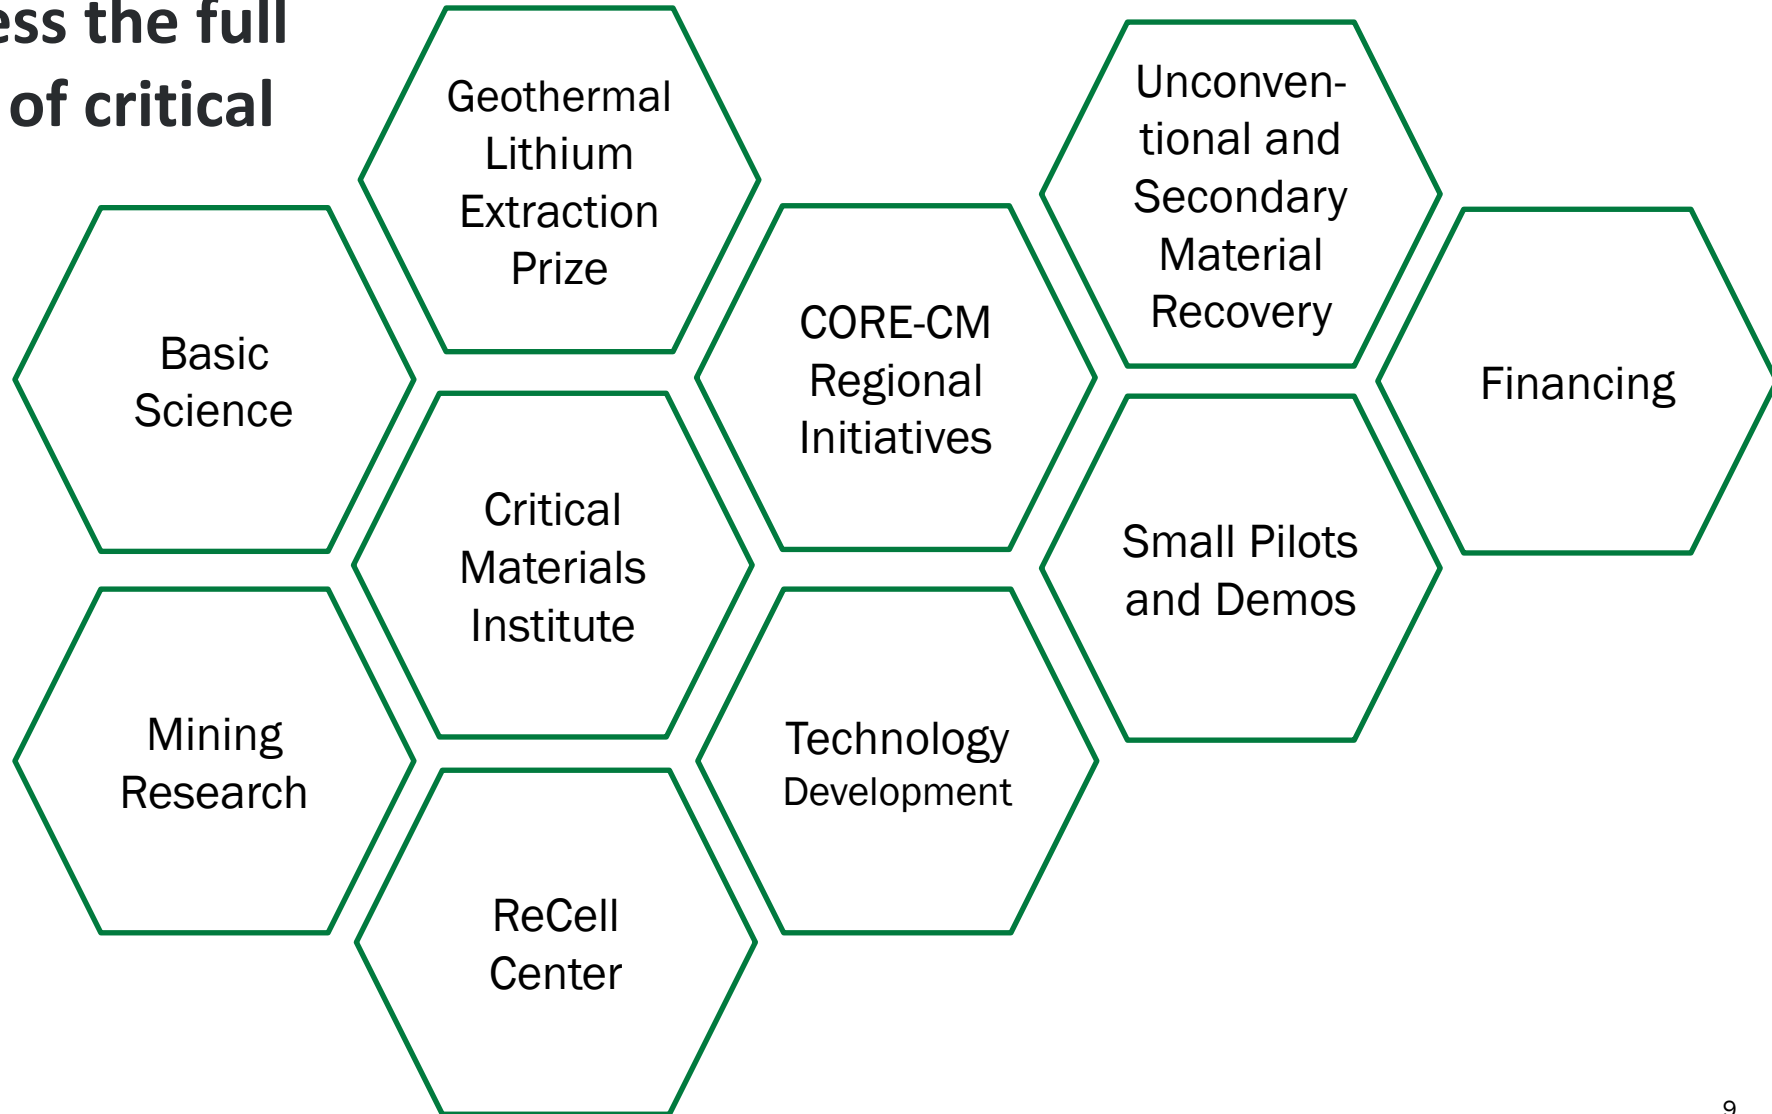 ess the full
of critical
Geothermal
Lithium
Extraction
Prize
Unconven-
tional and
Secondary
Material
Recovery
Basic
Science
CORE-CM
Regional
Initiatives
Financing
Critical
Materials
Institute
Small Pilots
and Demos
Mining
Research
Technology
Development
ReCell
Center
9